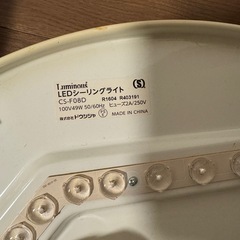 Luminous
LEDシーリングライト
CS-F08D R1604 R403191
100V49W 50/60Hz ヒューズ2A/250V
株式会社ドウシシャ MADE IN CHINA